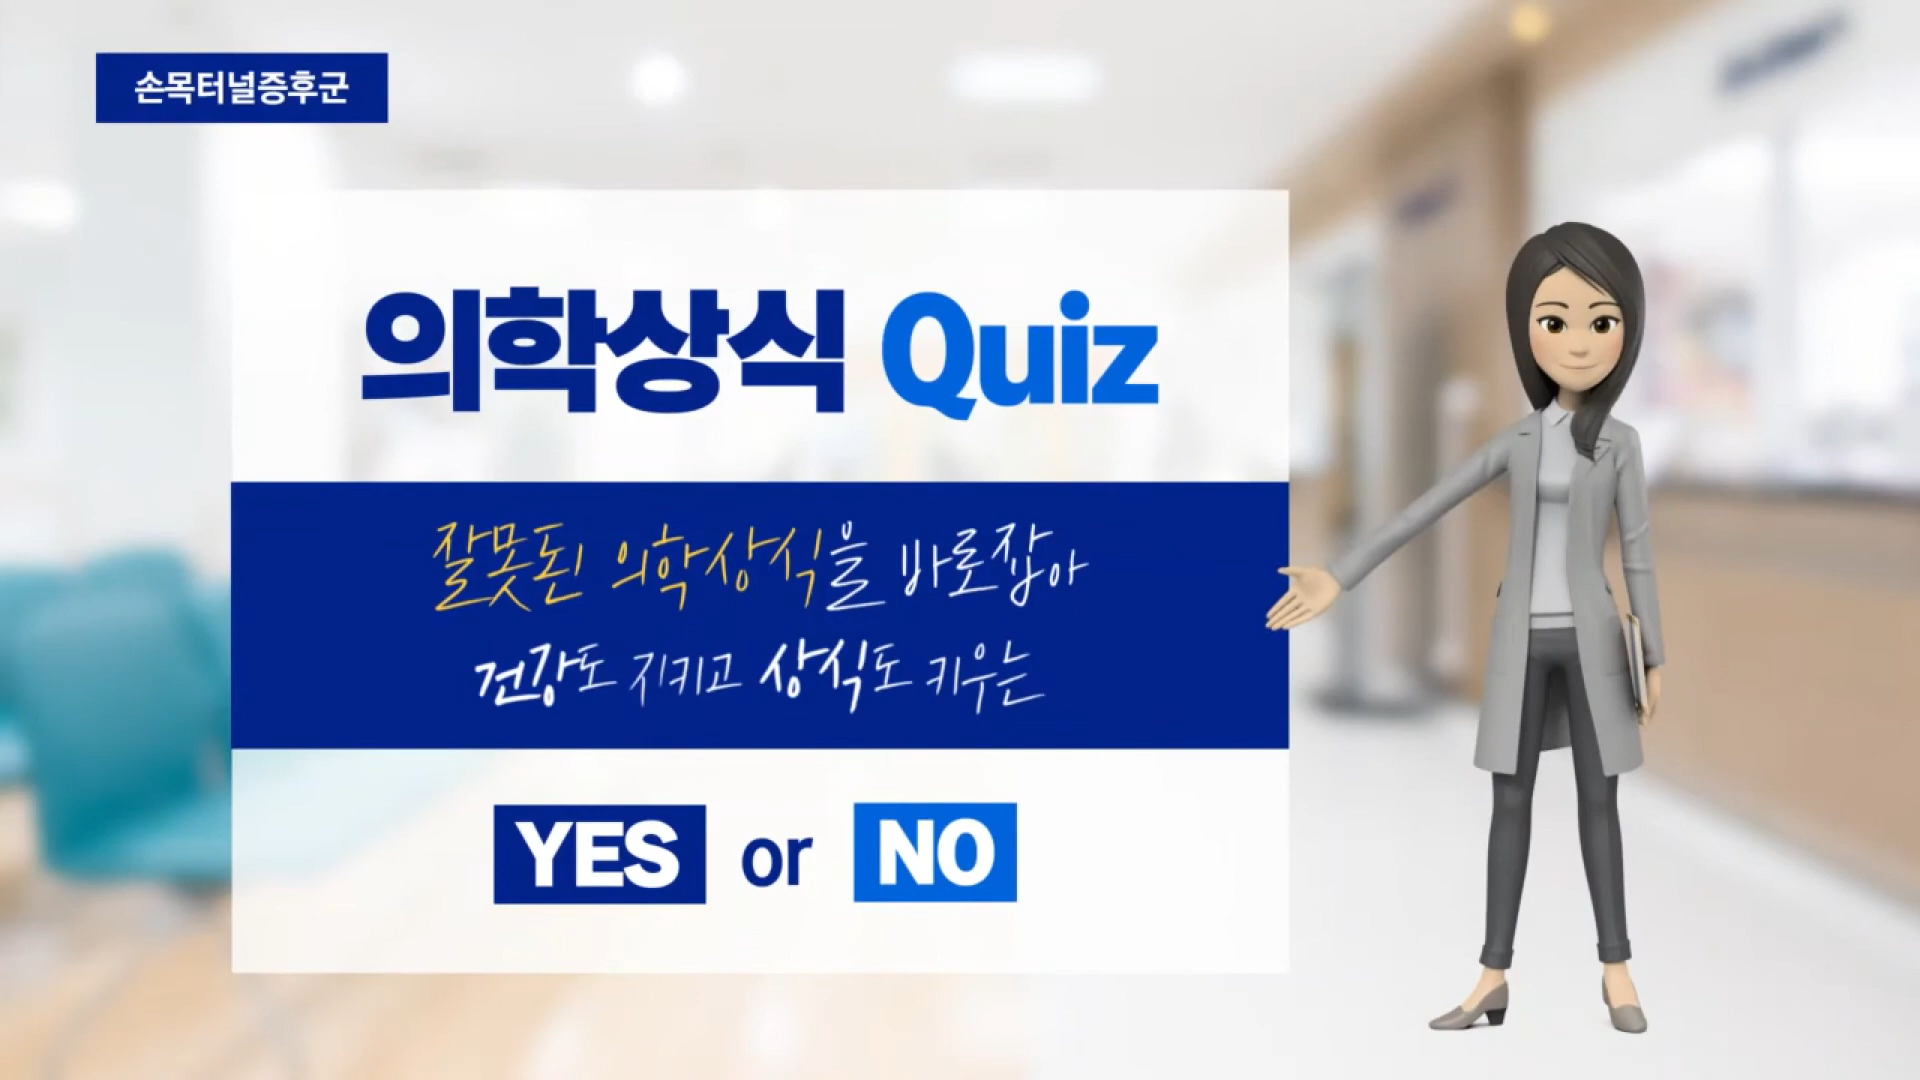 손목터널증후군
의학상식 Quiz
잘못된 의학상식을 바로잡아
건강도 지키고 상식도 키우는
YES or NO